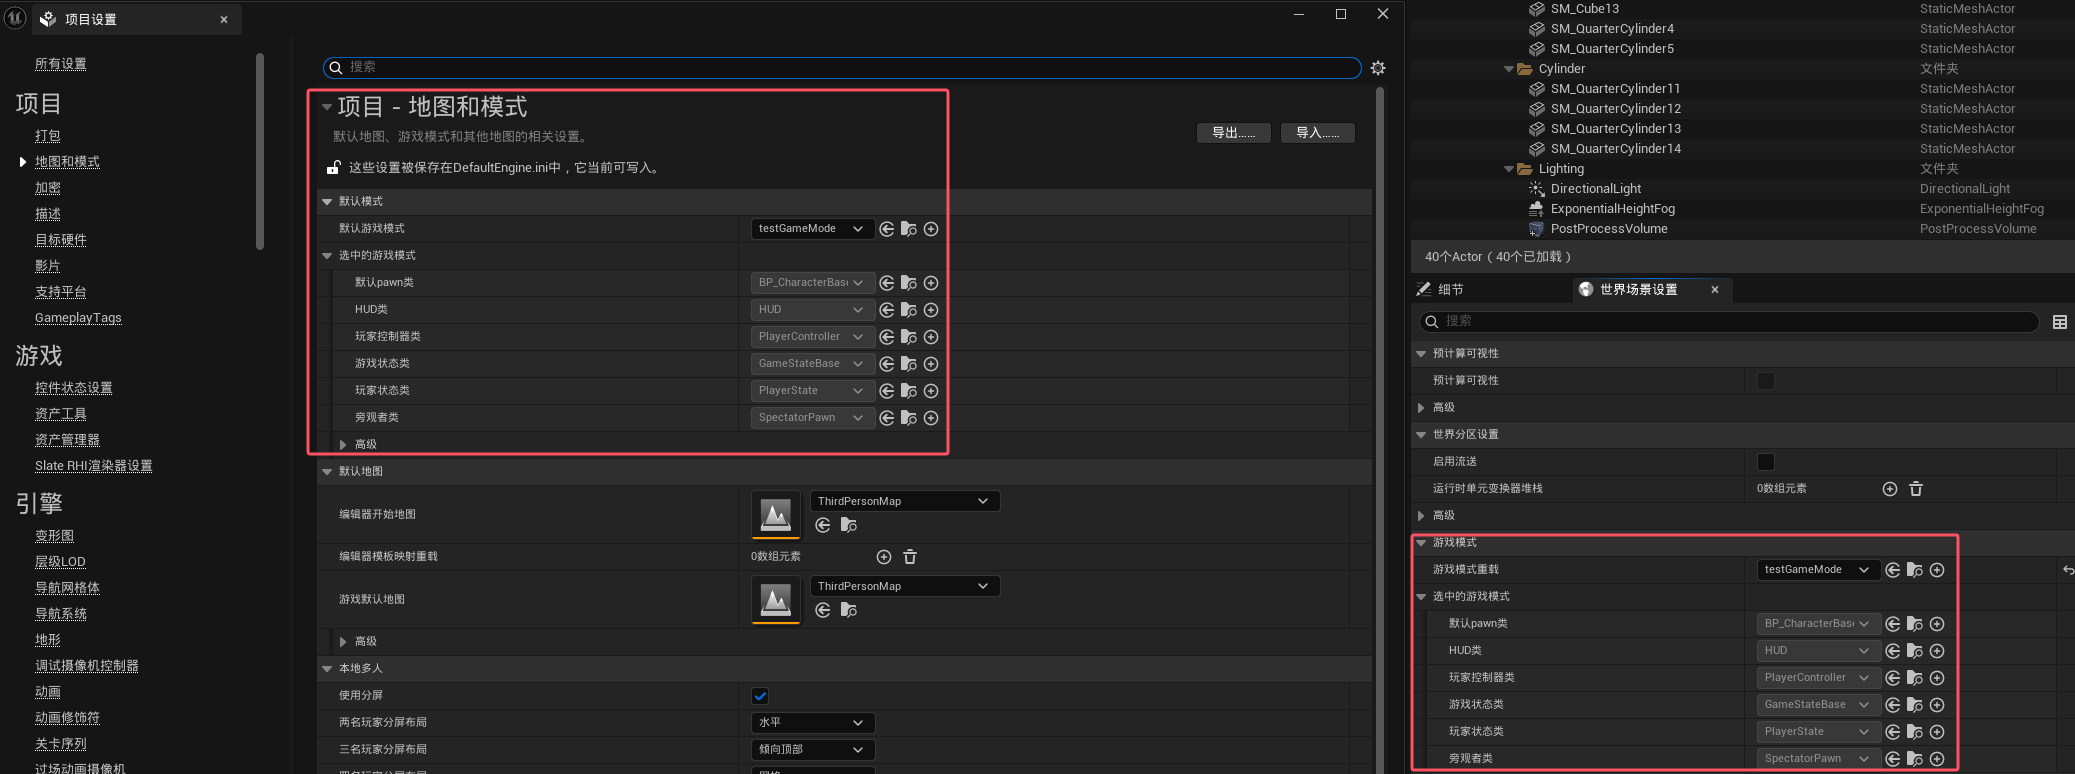 项目设置
所有设置
项目
打包
地图和模式
加密
描述
目标硬件
影片
支持平台
GameplayTags
游戏
控件状态设置
资产工具
资产管理器
Slate RHI渲染器设置
引擎
变形图
层级LOD
导航网格体
导航系统
地形
调试摄像机控制器
动画
动画修饰符
关卡序列
过场动画摄像机
搜索
项目 - 地图和模式
默认地图、游戏模式和其他地图的相关设置。
导出...... 导入......
这些设置被保存在DefaultEngine.ini中，它当前可写入。
默认模式
默认游戏模式 testGameMode
选中的游戏模式
默认pawn类 BP_CharacterBas
HUD类 HUD
玩家控制器类 PlayerController
游戏状态类 GameStateBase
玩家状态类 PlayerState
旁观者类 SpectatorPawn
高级
默认地图
编辑器开始地图 ThirdPersonMap
编辑器模板映射重载 0数组元素
游戏默认地图 ThirdPersonMap
高级
本地多人
使用分屏
两名玩家分屏布局 水平
三名玩家分屏布局 倾向顶部
SM_Cube13 StaticMeshActor
SM_QuarterCylinder4 StaticMeshActor
SM_QuarterCylinder5 StaticMeshActor
Cylinder 文件夹
SM_QuarterCylinder11 StaticMeshActor
SM_QuarterCylinder12 StaticMeshActor
SM_QuarterCylinder13 StaticMeshActor
SM_QuarterCylinder14 StaticMeshActor
Lighting 文件夹
DirectionalLight DirectionalLight
ExponentialHeightFog ExponentialHeightFog
PostProcessVolume PostProcessVolume
40个Actor（40个已加载）
细节 世界场景设置
搜索
预计算可视性
预计算可视性
高级
世界分区设置
启用流送
运行时单元变换器堆栈 0数组元素
高级
游戏模式
游戏模式重载 testGameMode
选中的游戏模式
默认pawn类 BP_CharacterBas
HUD类 HUD
玩家控制器类 PlayerController
游戏状态类 GameStateBase
玩家状态类 PlayerState
旁观者类 SpectatorPawn